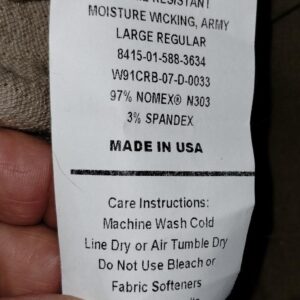 RESISTANT
MOISTURE WICKING, ARMY
LARGE REGULAR
8415-01-588-3634
W91CRB-07-D-0033
97% NOMEX® N303
3% SPANDEX
MADE IN USA
Care Instructions:
Machine Wash Cold
Line Dry or Air Tumble Dry
Do Not Use Bleach or
Fabric Softeners